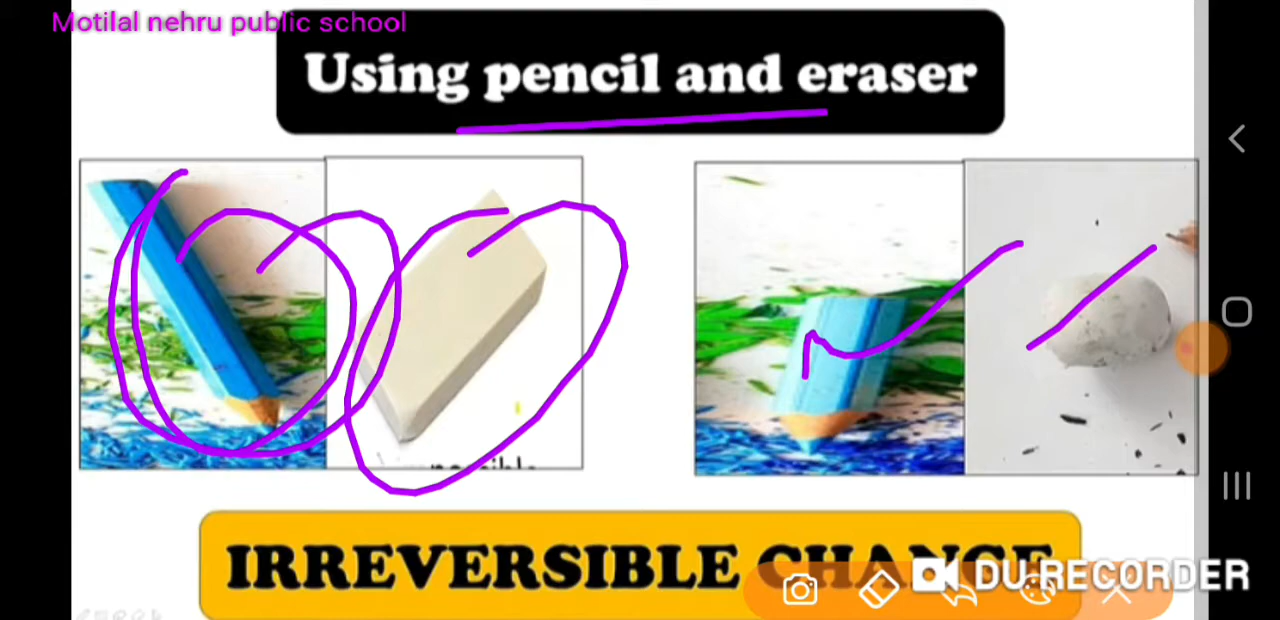 Motilal nehru public school
Using pencil and eraser
IRREVERSIBLE CHANGE
DU RECORDER